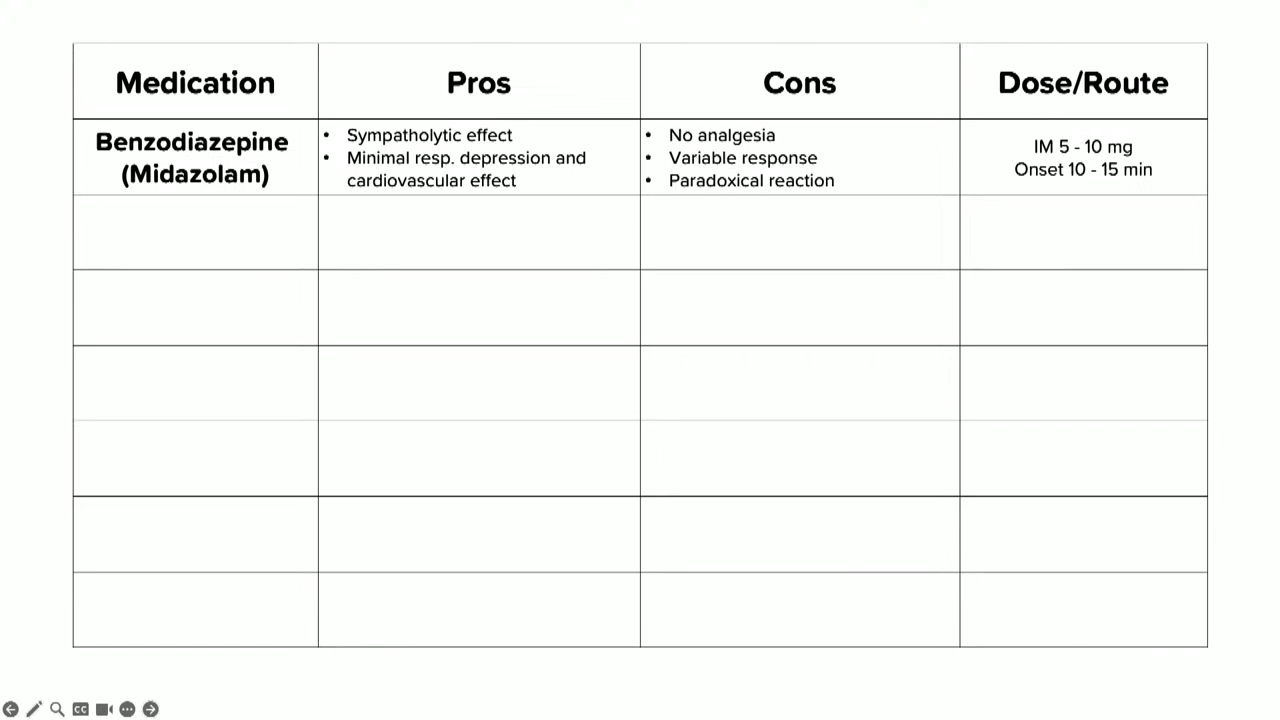 Medication Pros Cons Dose/Route
Benzodiazepine
(Midazolam)
• Sympatholytic effect
• Minimal resp. depression and
cardiovascular effect
• No analgesia
• Variable response
• Paradoxical reaction
IM 5 - 10 mg
Onset 10 - 15 min
CC